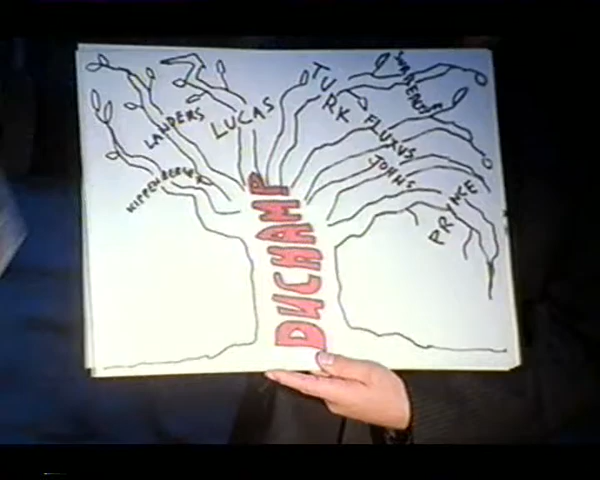 KIPPENBERGER
LANDERS
LUCAS
TURK
FLUXUS
JOHNS
PRINCE
DUCHAMP